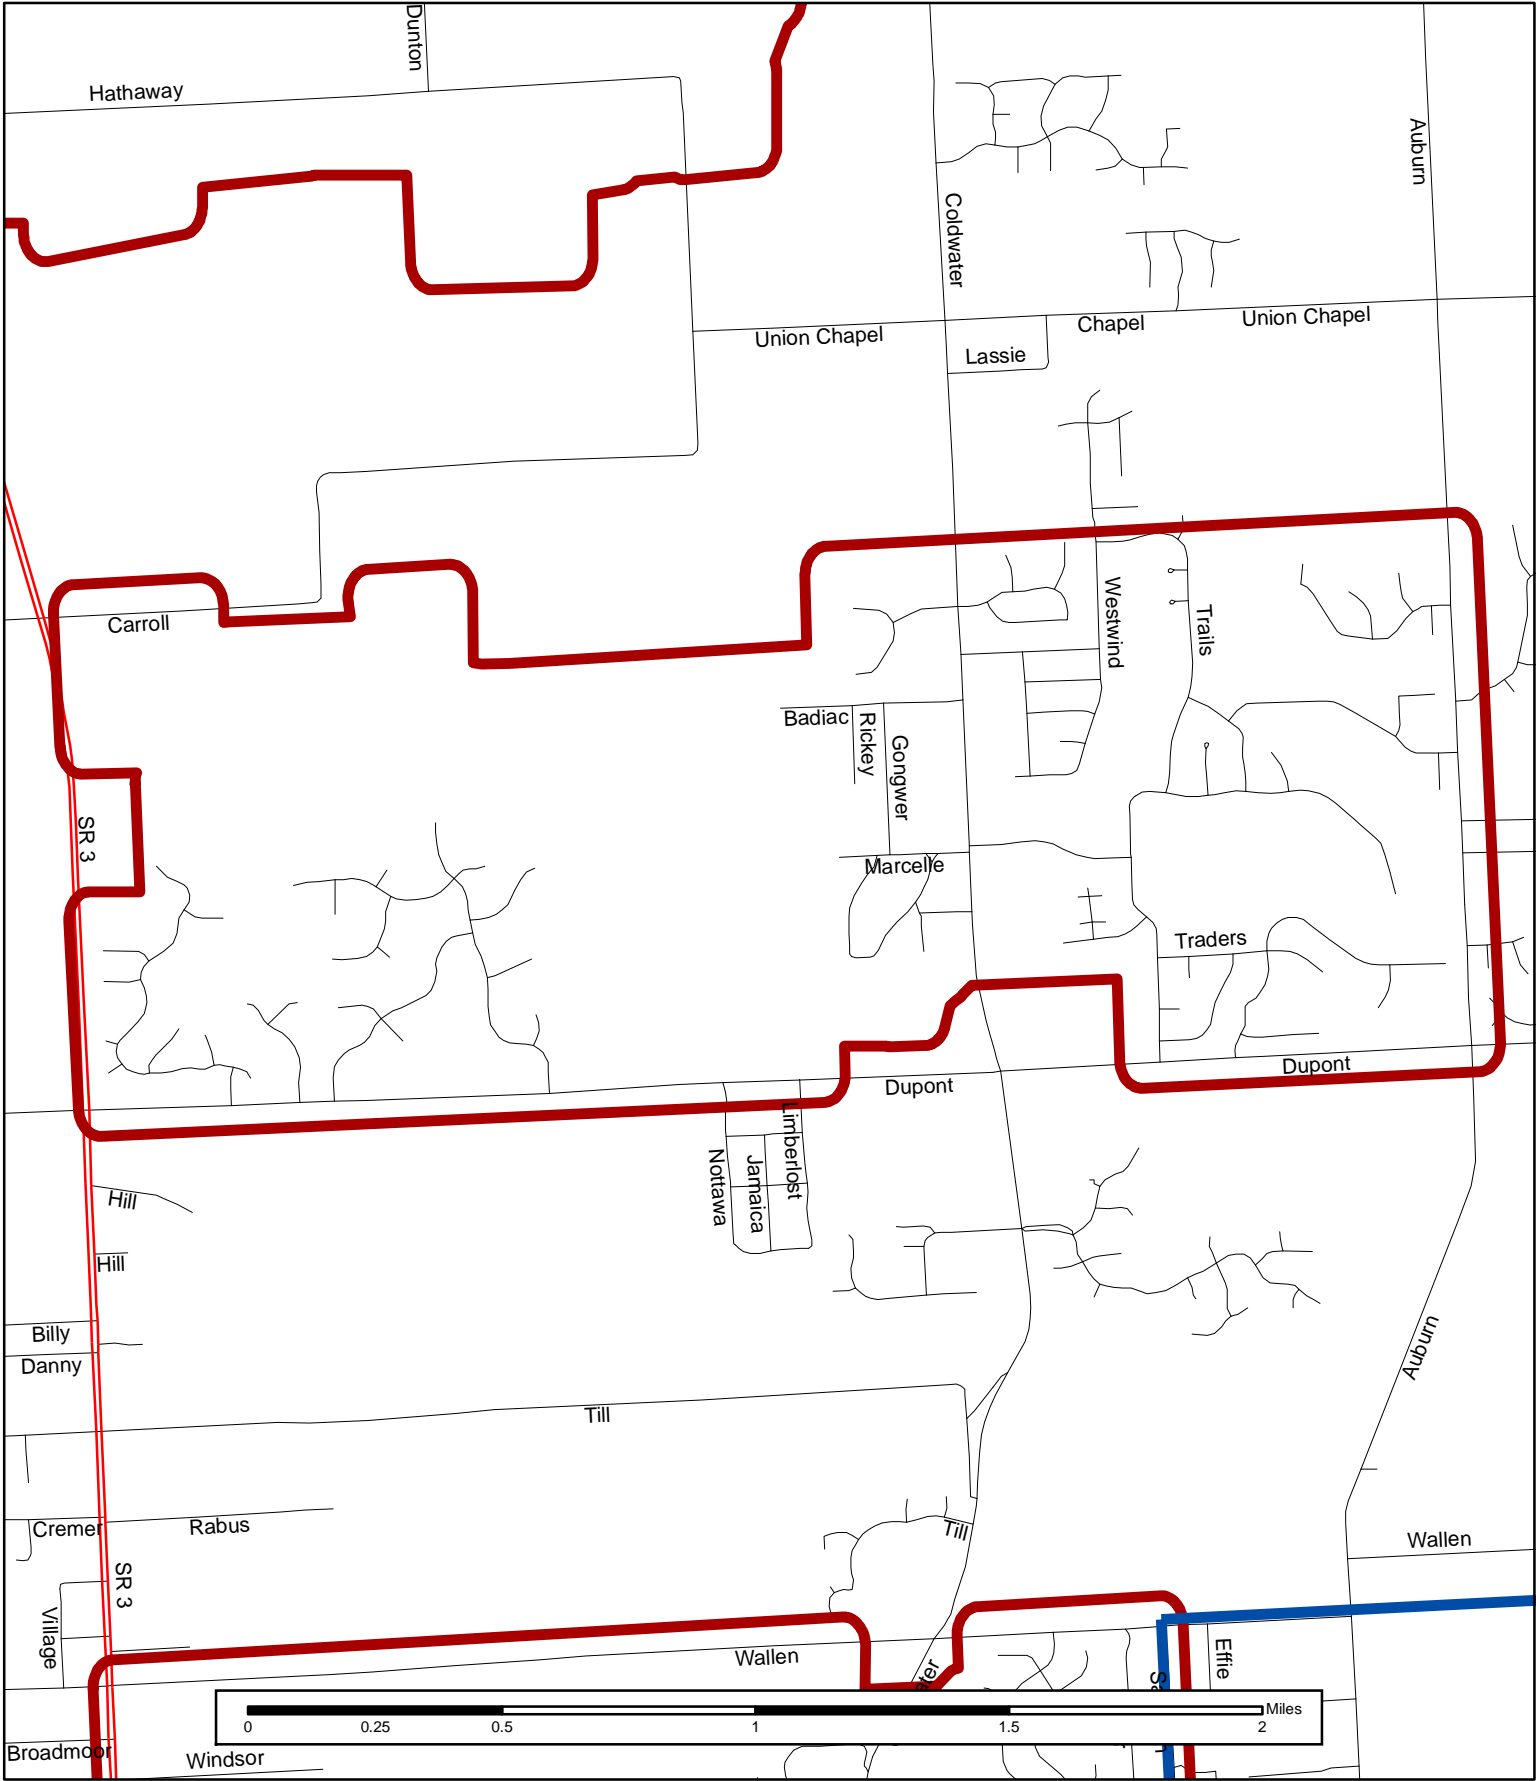 Dunton
Hathaway
Auburn
Coldwater
Union Chapel
Chapel
Union Chapel
Lassie
Westwind
Trails
Carroll
Badiac
Rickey
Gongwer
SR 3
Marcelle
Traders
Dupont
Dupont
Limberlost
Nottawa
Jamaica
Hill
Hill
Billy
Danny
Auburn
Till
Cremer
Rabus
Till
Wallen
SR 3
Village
Wallen
Effie
ater
0 0.25 0.5 1 1.5 2 Miles
Broadmoor
Windsor